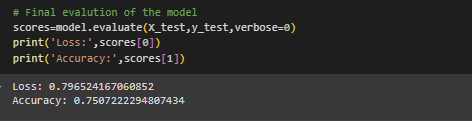 # Final evalution of the model
scores=model.evaluate(X_test,y_test,verbose=0)
print('Loss:',scores[0])
print('Accuracy:',scores[1])
Loss: 0.796524167060852
Accuracy: 0.7507222294807434